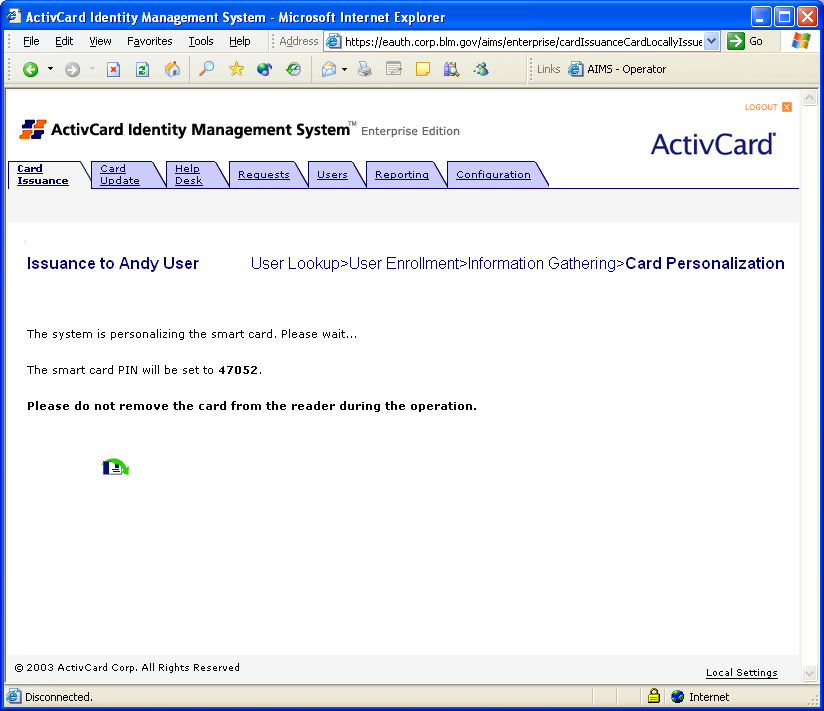 ActivCard Identity Management System - Microsoft Internet Explorer
File Edit View Favorites Tools Help Address https://eauth.corp.blm.gov/aims/enterprise/cardIssuanceCardLocallyIssue Go
Links AIMS - Operator
LOGOUT X
ActivCard Identity Management System™ Enterprise Edition
ActivCard®
Card Issuance
Card Update
Help Desk
Requests
Users
Reporting
Configuration
Issuance to Andy User User Lookup>User Enrollment>Information Gathering>Card Personalization
The system is personalizing the smart card. Please wait...
The smart card PIN will be set to 47052.
Please do not remove the card from the reader during the operation.
© 2003 ActivCard Corp. All Rights Reserved
Local Settings
Disconnected. Internet